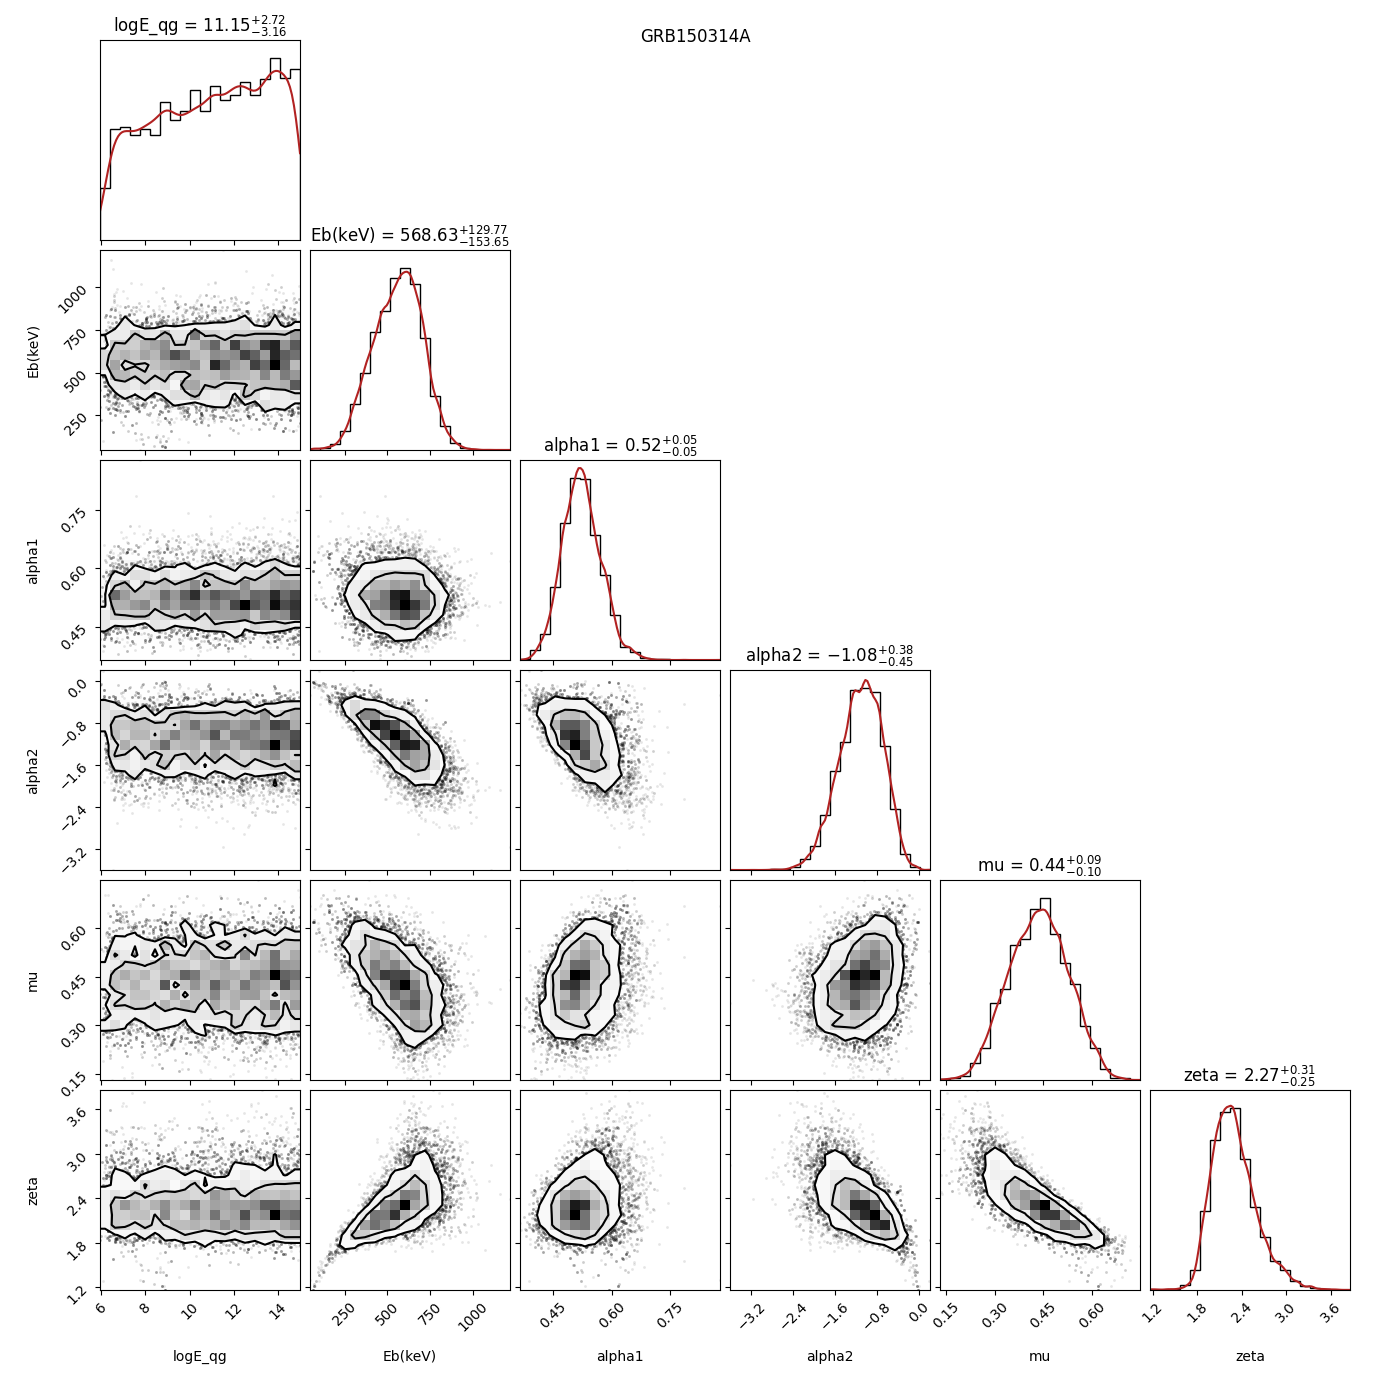 logE_qg = 11.15+2.72−3.16
GRB150314A
Eb(keV) = 568.63+129.77−153.65
1000
750
500
250
Eb(keV)
alpha1 = 0.52+0.05−0.05
0.75
0.60
0.45
alpha1
alpha2 = −1.08+0.38−0.45
0.0
−0.8
−1.6
−2.4
−3.2
alpha2
mu = 0.44+0.09−0.10
0.60
0.45
0.30
0.15
mu
zeta = 2.27+0.31−0.25
3.6
3.0
2.4
1.8
1.2
zeta
6 8 10 12 14 250 500 750 1000 0.45 0.60 0.75 −3.2 −2.4 −1.6 −0.8 0.0 0.15 0.30 0.45 0.60 1.2 1.8 2.4 3.0 3.6
logE_qg Eb(keV) alpha1 alpha2 mu zeta